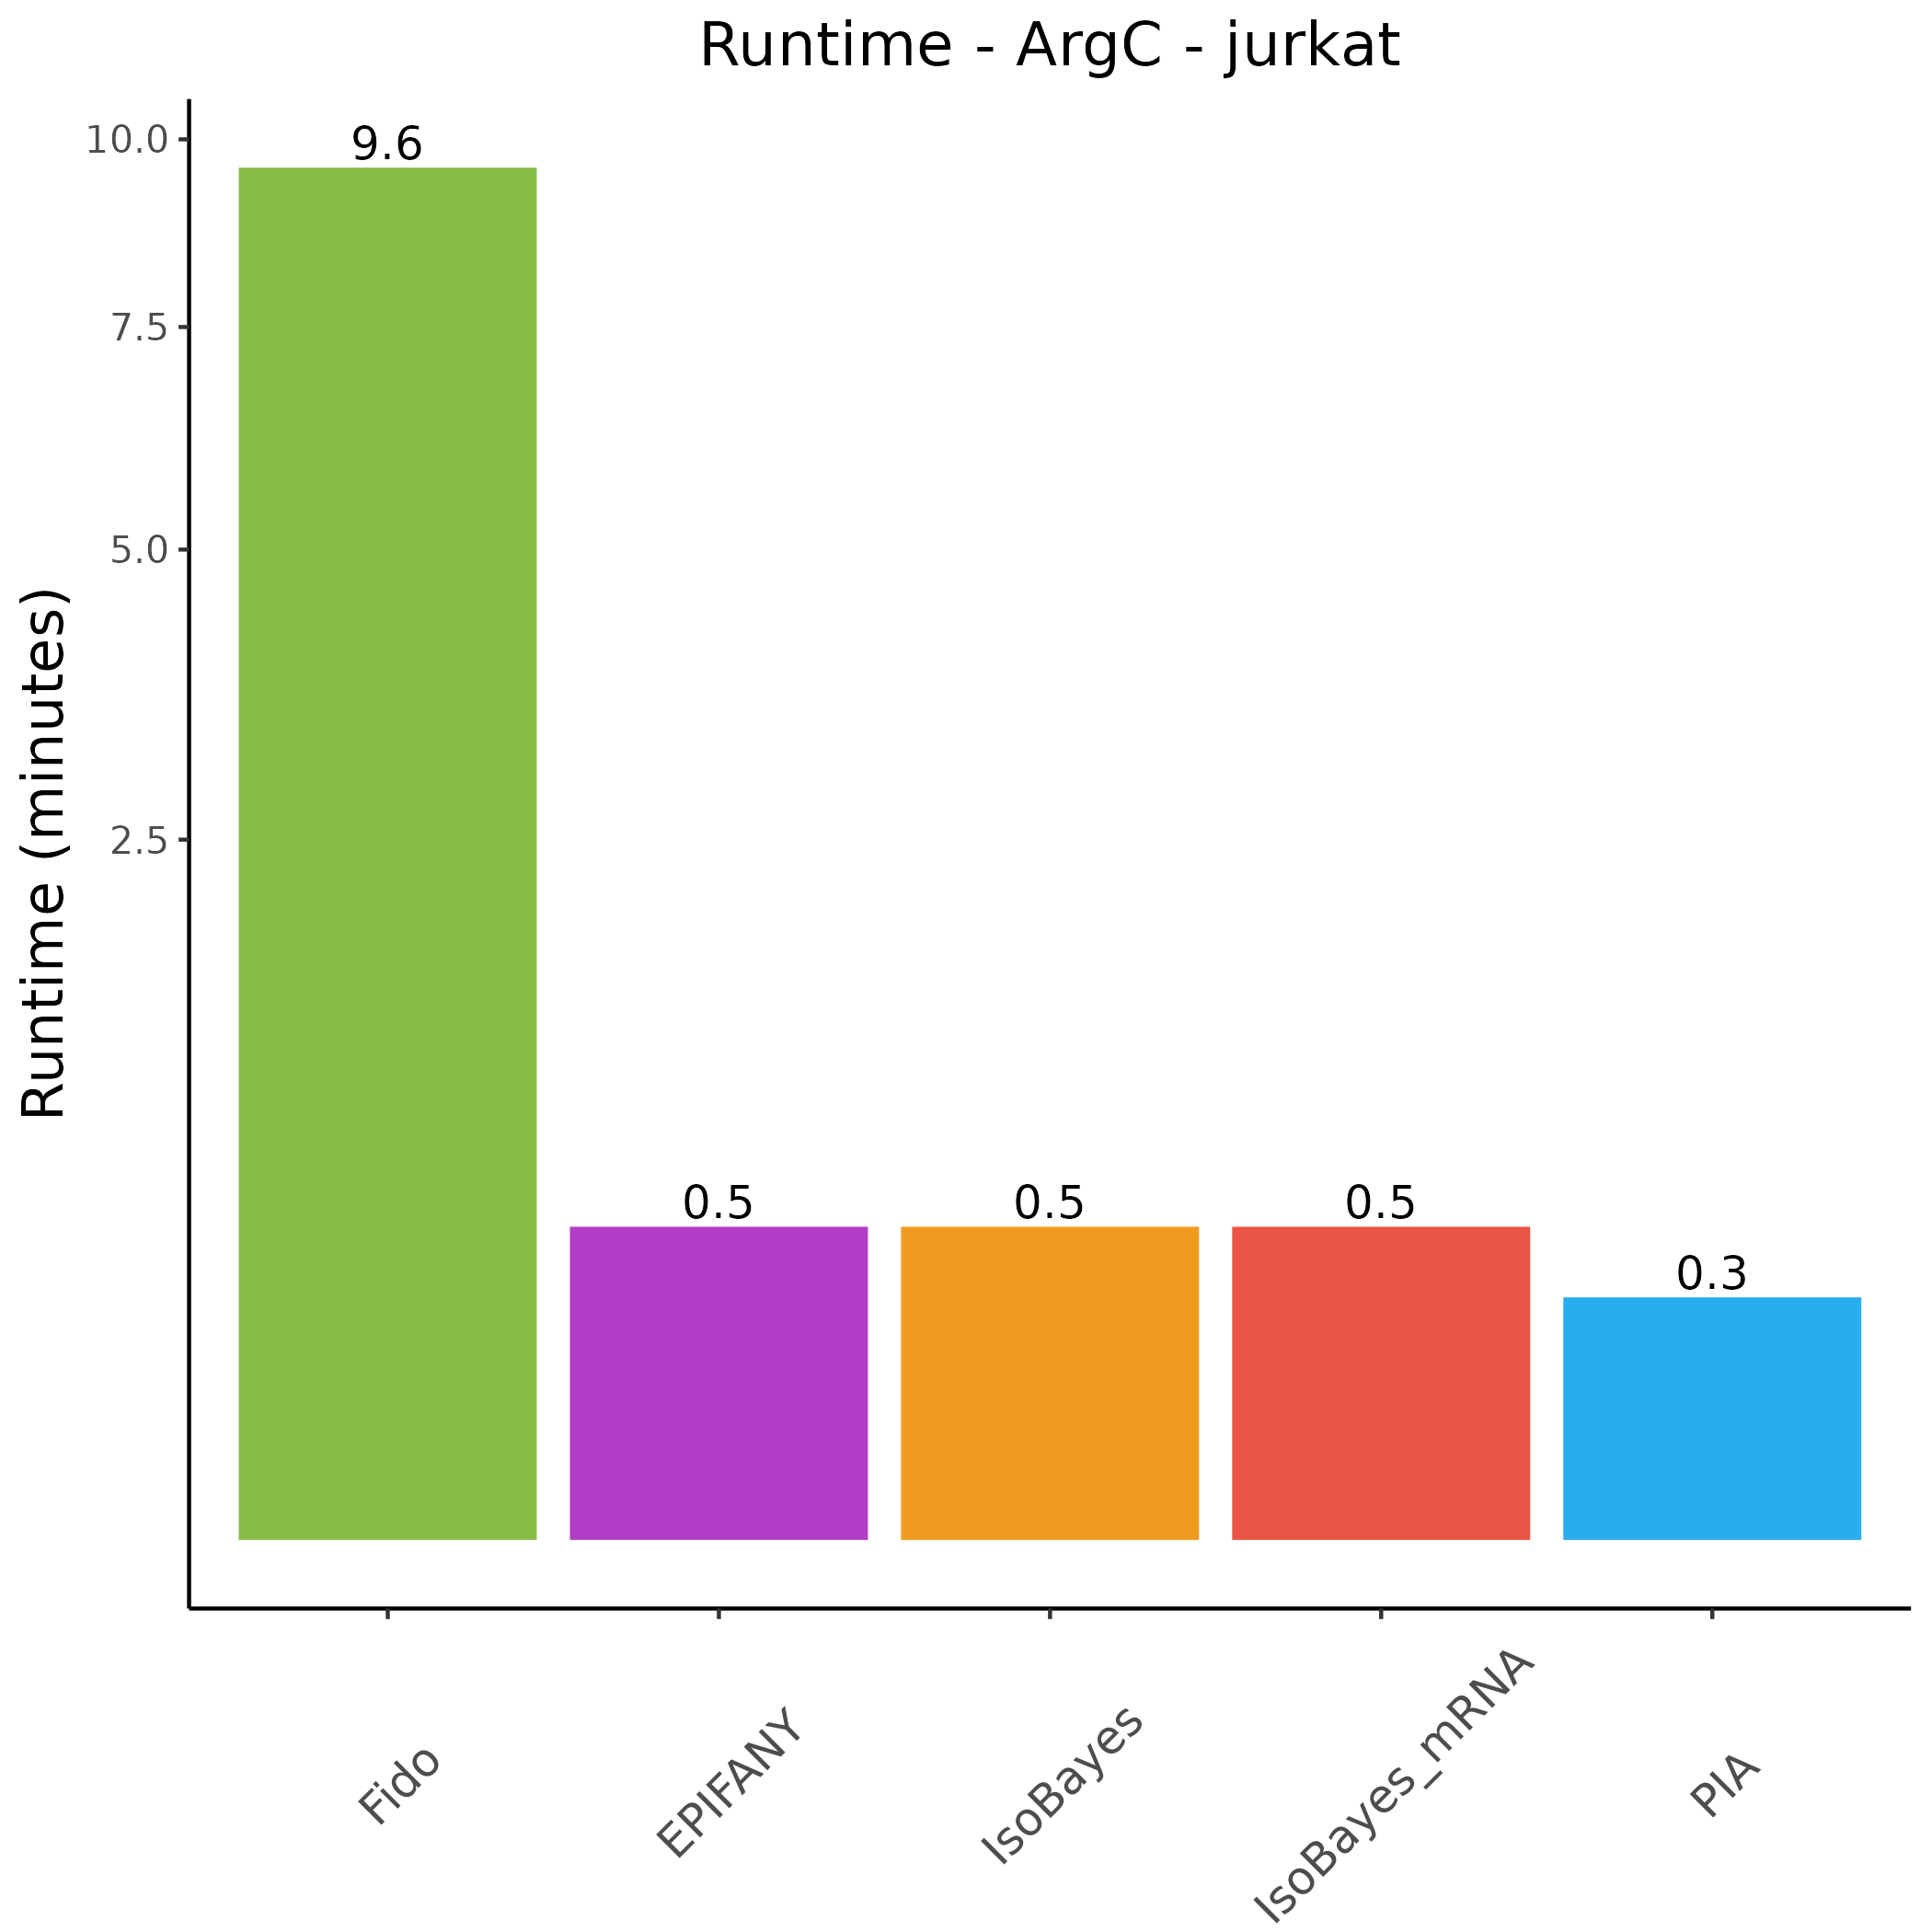 Runtime - ArgC - jurkat
Runtime (minutes)
10.0
7.5
5.0
2.5
9.6
0.5
0.5
0.5
0.3
Fido
EPIFANY
IsoBayes
IsoBayes_mRNA
PIA